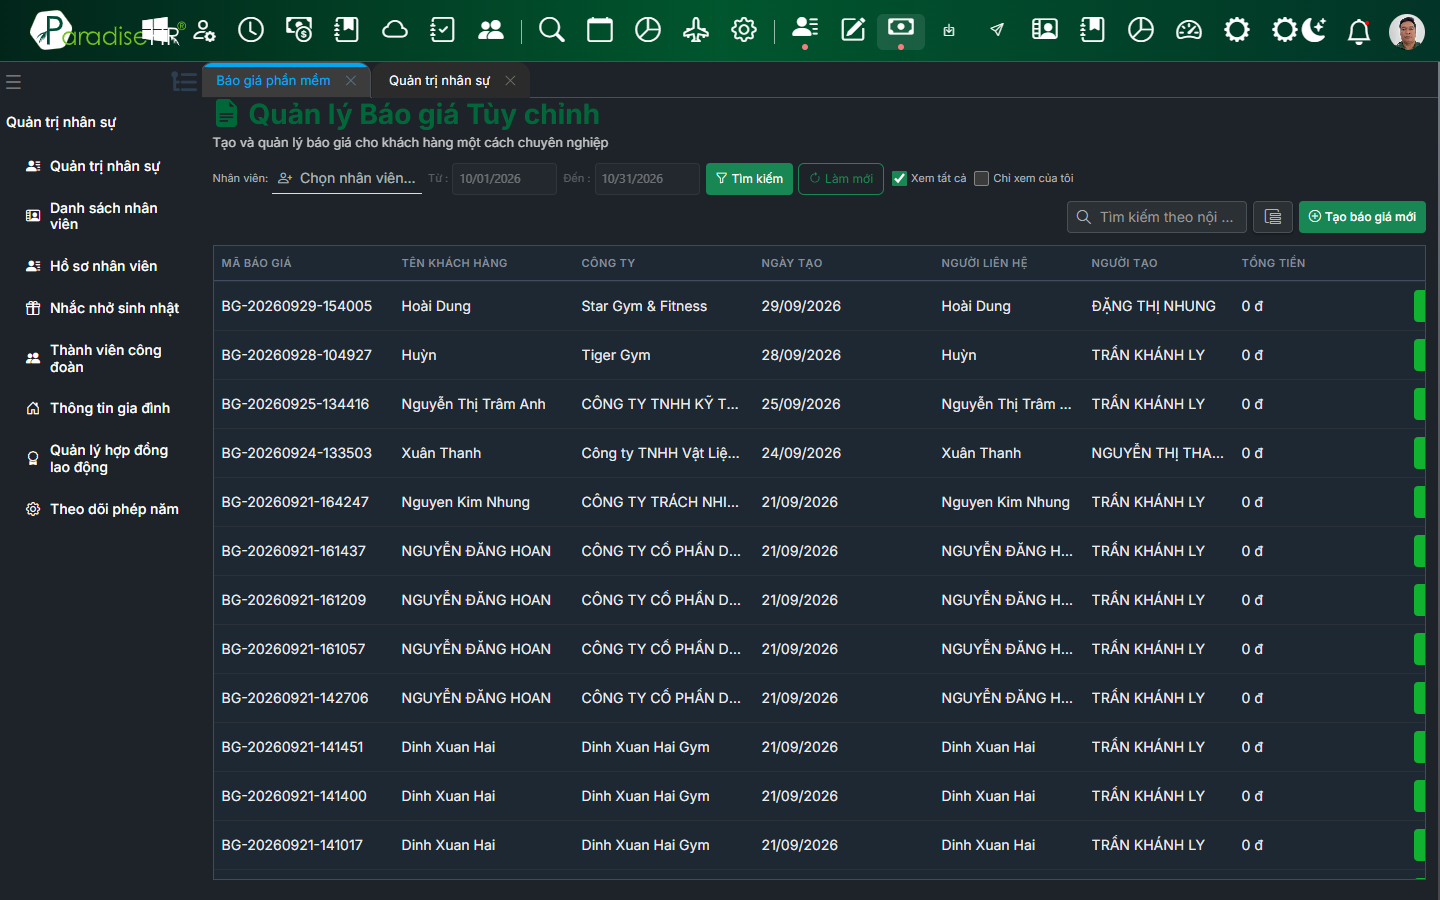 ParadiseHR®
Báo giá phần mềm
Quản trị nhân sự
Quản trị nhân sự
Quản trị nhân sự
Danh sách nhân viên
Hồ sơ nhân viên
Nhắc nhở sinh nhật
Thành viên công đoàn
Thông tin gia đình
Quản lý hợp đồng lao động
Theo dõi phép năm
Quản lý Báo giá Tùy chỉnh
Tạo và quản lý báo giá cho khách hàng một cách chuyên nghiệp
Nhân viên: Chọn nhân viên... Từ : 10/01/2026 Đến : 10/31/2026 Tìm kiếm Làm mới Xem tất cả Chỉ xem của tôi
Tìm kiếm theo nội ... Tạo báo giá mới
MÃ BÁO GIÁ TÊN KHÁCH HÀNG CÔNG TY NGÀY TẠO NGƯỜI LIÊN HỆ NGƯỜI TẠO TỔNG TIỀN
BG-20260929-154005 Hoài Dung Star Gym & Fitness 29/09/2026 Hoài Dung ĐẶNG THỊ NHUNG 0 đ
BG-20260928-104927 Huỳn Tiger Gym 28/09/2026 Huỳn TRẦN KHÁNH LY 0 đ
BG-20260925-134416 Nguyễn Thị Trâm Anh CÔNG TY TNHH KỸ T... 25/09/2026 Nguyễn Thị Trâm ... TRẦN KHÁNH LY 0 đ
BG-20260924-133503 Xuân Thanh Công ty TNHH Vật Liệ... 24/09/2026 Xuân Thanh NGUYỄN THỊ THA... 0 đ
BG-20260921-164247 Nguyen Kim Nhung CÔNG TY TRÁCH NHI... 21/09/2026 Nguyen Kim Nhung TRẦN KHÁNH LY 0 đ
BG-20260921-161437 NGUYỄN ĐĂNG HOAN CÔNG TY CỔ PHẦN D... 21/09/2026 NGUYỄN ĐĂNG H... TRẦN KHÁNH LY 0 đ
BG-20260921-161209 NGUYỄN ĐĂNG HOAN CÔNG TY CỔ PHẦN D... 21/09/2026 NGUYỄN ĐĂNG H... TRẦN KHÁNH LY 0 đ
BG-20260921-161057 NGUYỄN ĐĂNG HOAN CÔNG TY CỔ PHẦN D... 21/09/2026 NGUYỄN ĐĂNG H... TRẦN KHÁNH LY 0 đ
BG-20260921-142706 NGUYỄN ĐĂNG HOAN CÔNG TY CỔ PHẦN D... 21/09/2026 NGUYỄN ĐĂNG H... TRẦN KHÁNH LY 0 đ
BG-20260921-141451 Dinh Xuan Hai Dinh Xuan Hai Gym 21/09/2026 Dinh Xuan Hai TRẦN KHÁNH LY 0 đ
BG-20260921-141400 Dinh Xuan Hai Dinh Xuan Hai Gym 21/09/2026 Dinh Xuan Hai TRẦN KHÁNH LY 0 đ
BG-20260921-141017 Dinh Xuan Hai Dinh Xuan Hai Gym 21/09/2026 Dinh Xuan Hai TRẦN KHÁNH LY 0 đ